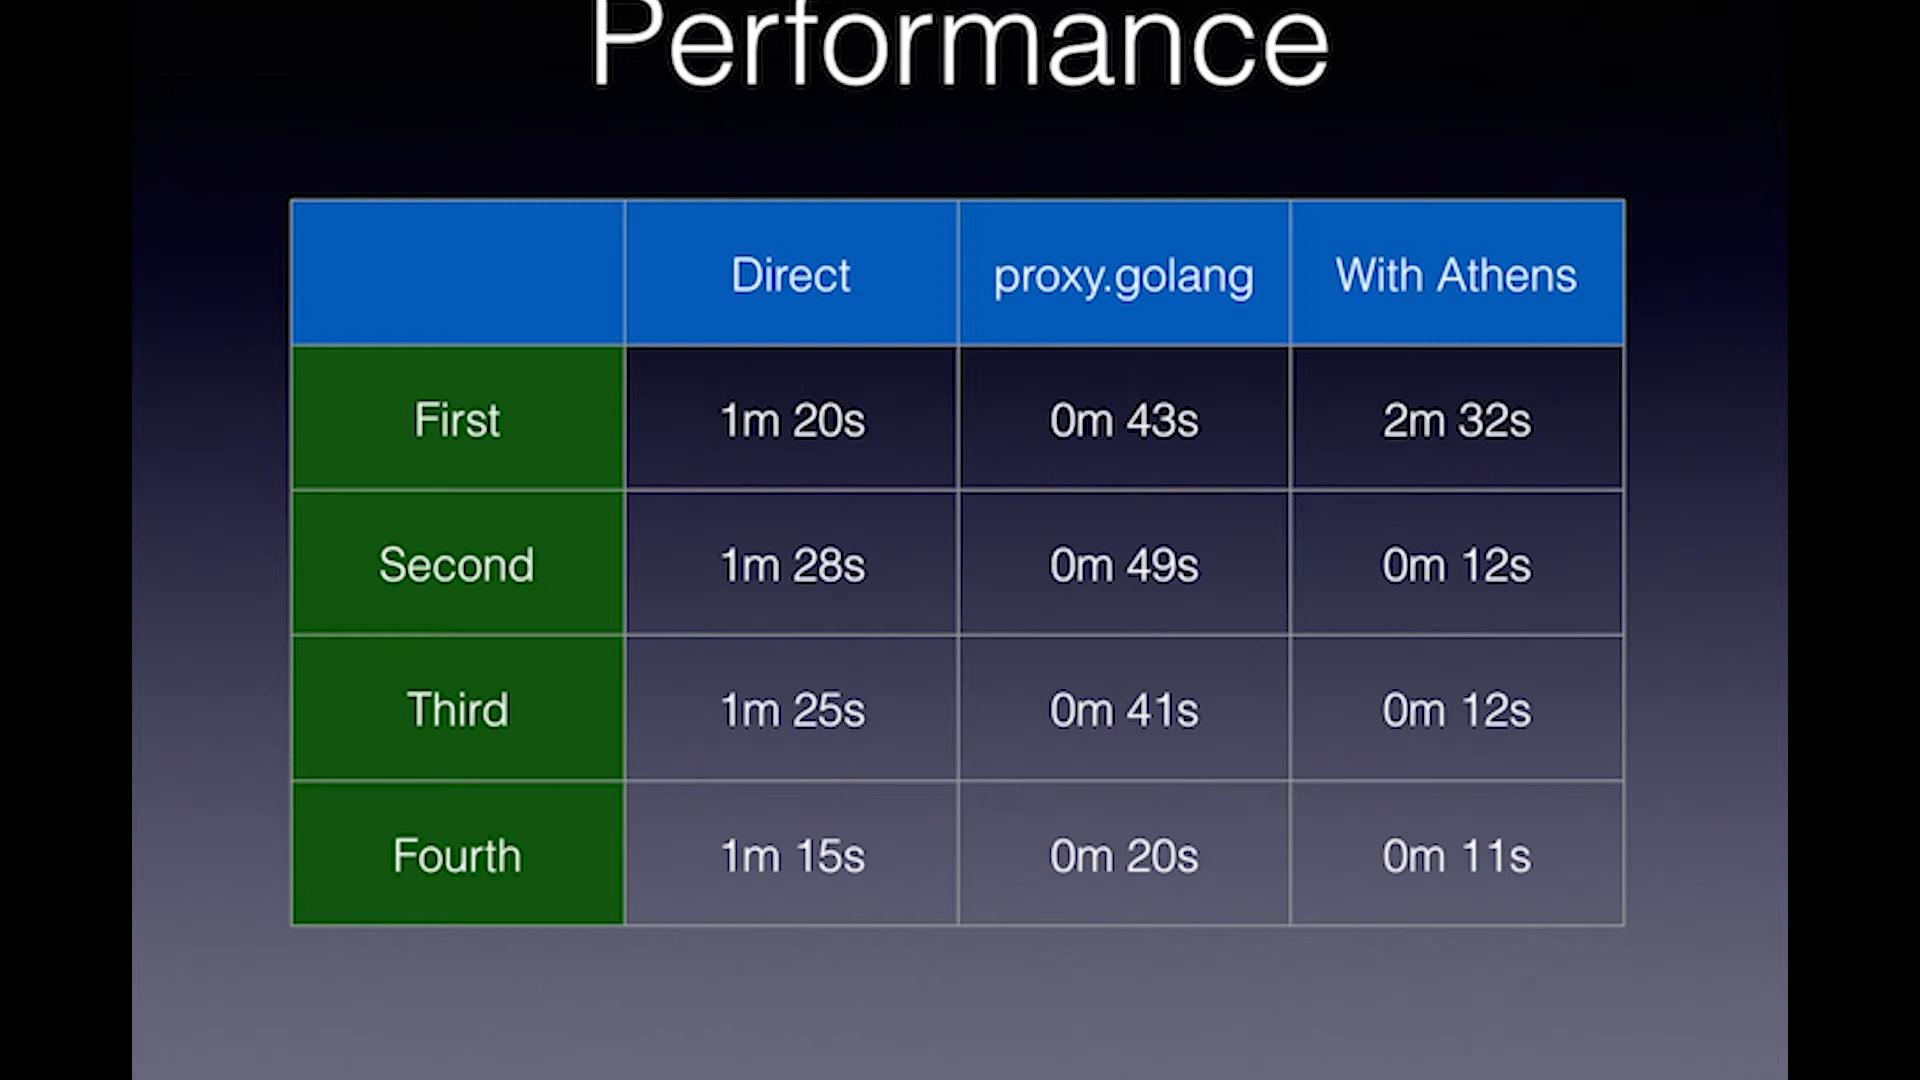 Performance
Direct proxy.golang With Athens
First 1m 20s 0m 43s 2m 32s
Second 1m 28s 0m 49s 0m 12s
Third 1m 25s 0m 41s 0m 12s
Fourth 1m 15s 0m 20s 0m 11s